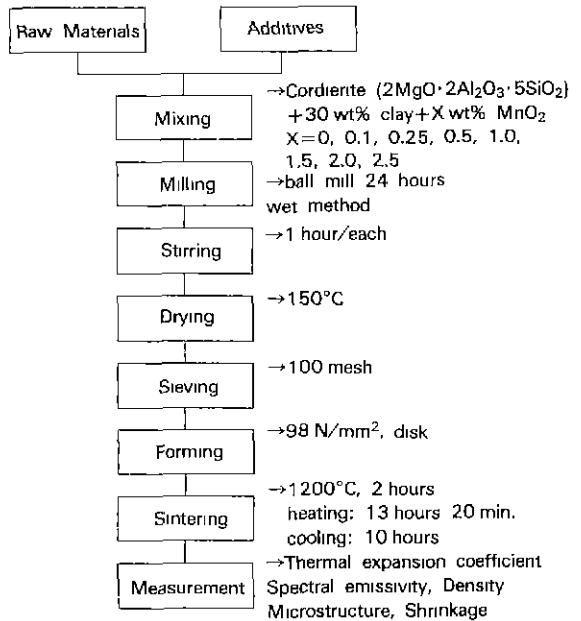 Raw Materials
Additives
Mixing
→Cordierite (2MgO·2Al₂O₃·5SiO₂)
+30 wt% clay+X wt% MnO₂
X=0, 0.1, 0.25, 0.5, 1.0,
1.5, 2.0, 2.5
Milling
→ball mill 24 hours
wet method
Stirring
→1 hour/each
Drying
→150°C
Sieving
→100 mesh
Forming
→98 N/mm², disk
Sintering
→1200°C, 2 hours
heating: 13 hours 20 min.
cooling: 10 hours
Measurement
→Thermal expansion coefficient
Spectral emissivity, Density
Microstructure, Shrinkage